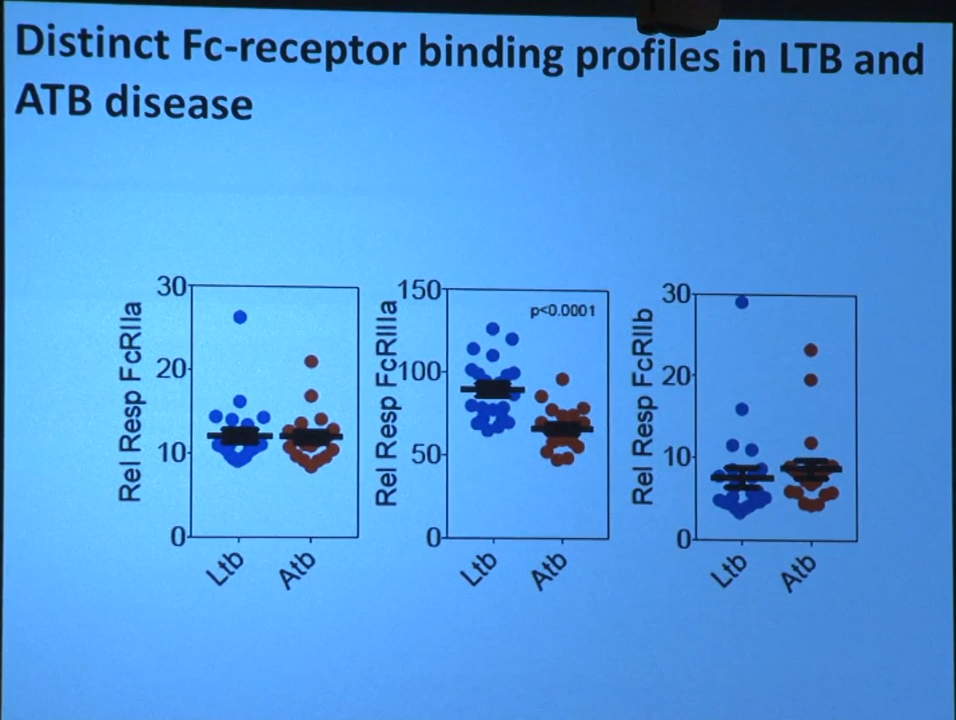 Distinct Fc-receptor binding profiles in LTB and
ATB disease
Rel Resp FcRIIa
30
20
10
0
Ltb
Atb
Rel Resp FcRIIIa
150
100
50
0
p<0.0001
Ltb
Atb
Rel Resp FcRIIb
30
20
10
0
Ltb
Atb